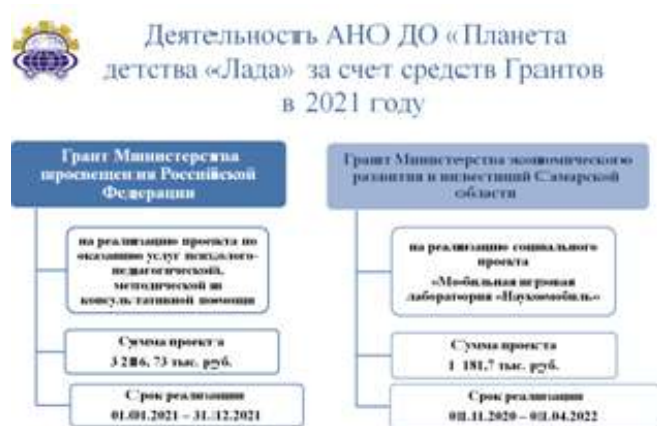 Деятельность АНО ДО «Планета
детства «Лада» за счет средств Грантов
в 2021 году
Грант Министерства
просвещения Российской
Федерации
на реализацию проекта по
оказанию услуг психолого-
педагогической,
методической и
консультативной помощи
Сумма проекта
тыс. руб.
Срок реализации
01.01.2021 – 31.12.2021
Грант Министерства экономического
развития и инвестиций Самарской
области
на реализацию социального
проекта
«Мобильная игровая
лаборатория «Наукомобиль»
Сумма проекта
1 181,7 тыс. руб.
Срок реализации